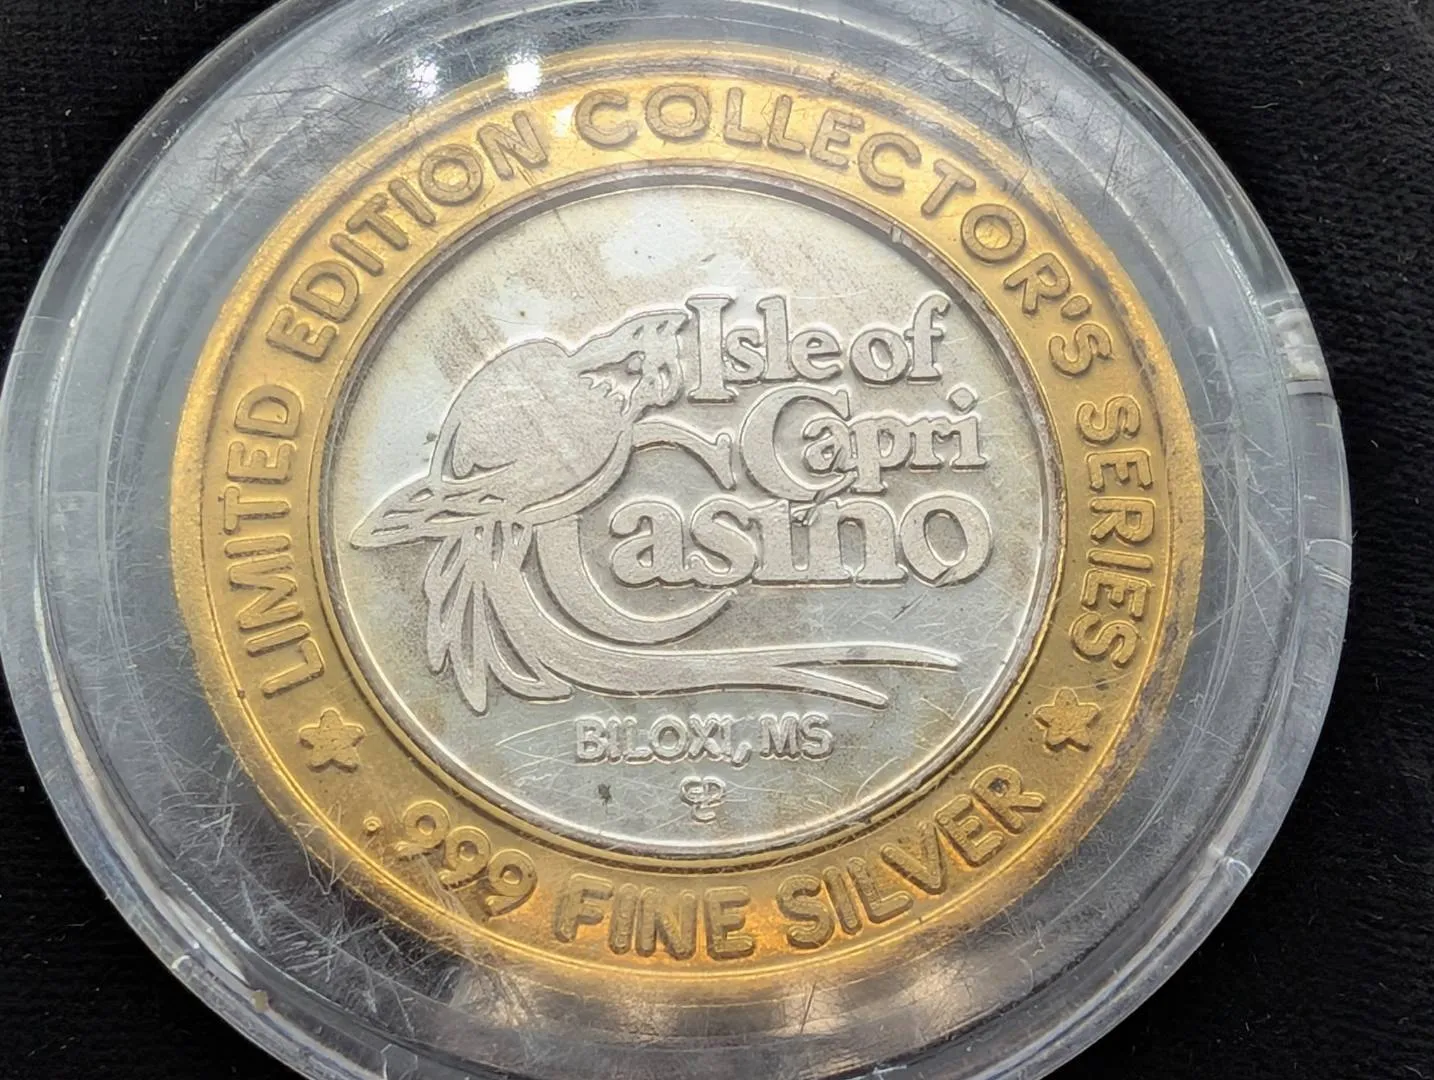 LIMITED EDITION COLLECTOR'S SERIES
Isle of
Capri
Casino
BILOXI, MS
.999 FINE SILVER